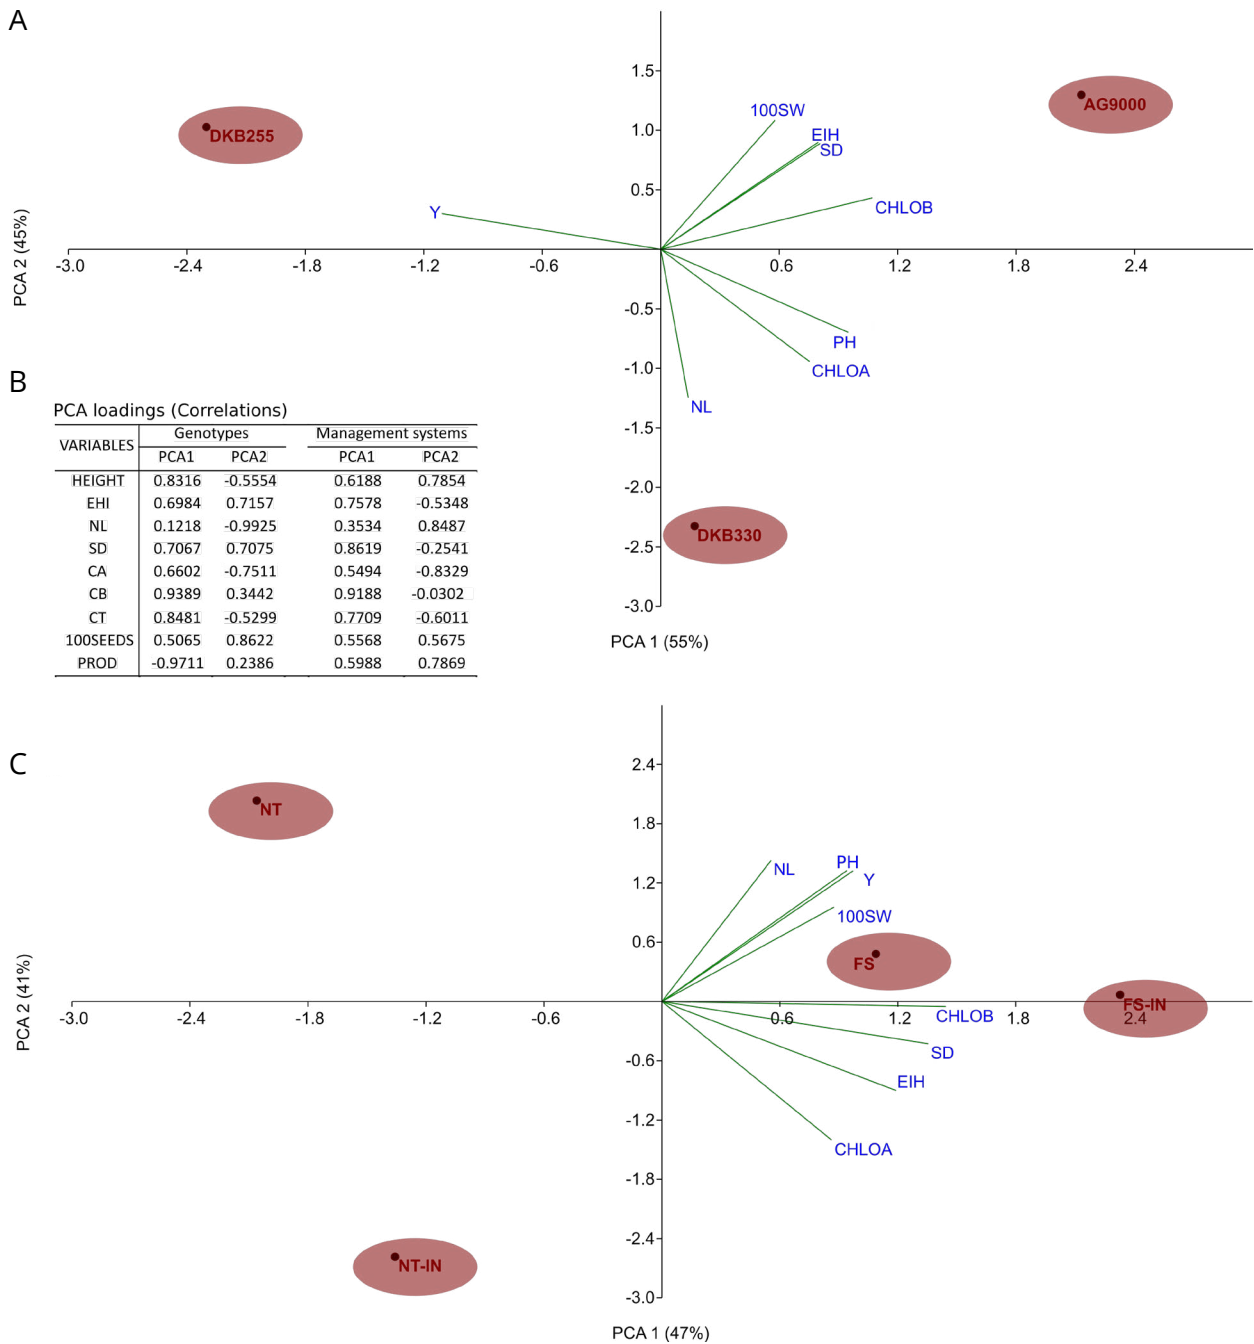 A
1.5
1.0
0.5
-0.5
-1.0
-1.5
-2.0
-2.5
-3.0
-3.0
-2.4
-1.8
-1.2
-0.6
0.6
1.2
1.8
2.4
PCA 2 (45%)
PCA 1 (55%)
DKB255
AG9000
DKB330
100SW
EIH
SD
CHLOB
Y
PH
CHLOA
NL
B
PCA loadings (Correlations)
VARIABLES Genotypes Management systems
PCA1 PCA2 PCA1 PCA2
HEIGHT 0.8316 -0.5554 0.6188 0.7854
EHI 0.6984 0.7157 0.7578 -0.5348
NL 0.1218 -0.9925 0.3534 0.8487
SD 0.7067 0.7075 0.8619 -0.2541
CA 0.6602 -0.7511 0.5494 -0.8329
CB 0.9389 0.3442 0.9188 -0.0302
CT 0.8481 -0.5299 0.7709 -0.6011
100SEEDS 0.5065 0.8622 0.5568 0.5675
PROD -0.9711 0.2386 0.5988 0.7869
C
2.4
1.8
1.2
0.6
-0.6
-1.2
-1.8
-2.4
-3.0
-3.0
-2.4
-1.8
-1.2
-0.6
0.6
1.2
1.8
2.4
PCA 2 (41%)
PCA 1 (47%)
NT
NL
PH
Y
100SW
FS
FS-IN
CHLOB
SD
EIH
CHLOA
NT-IN